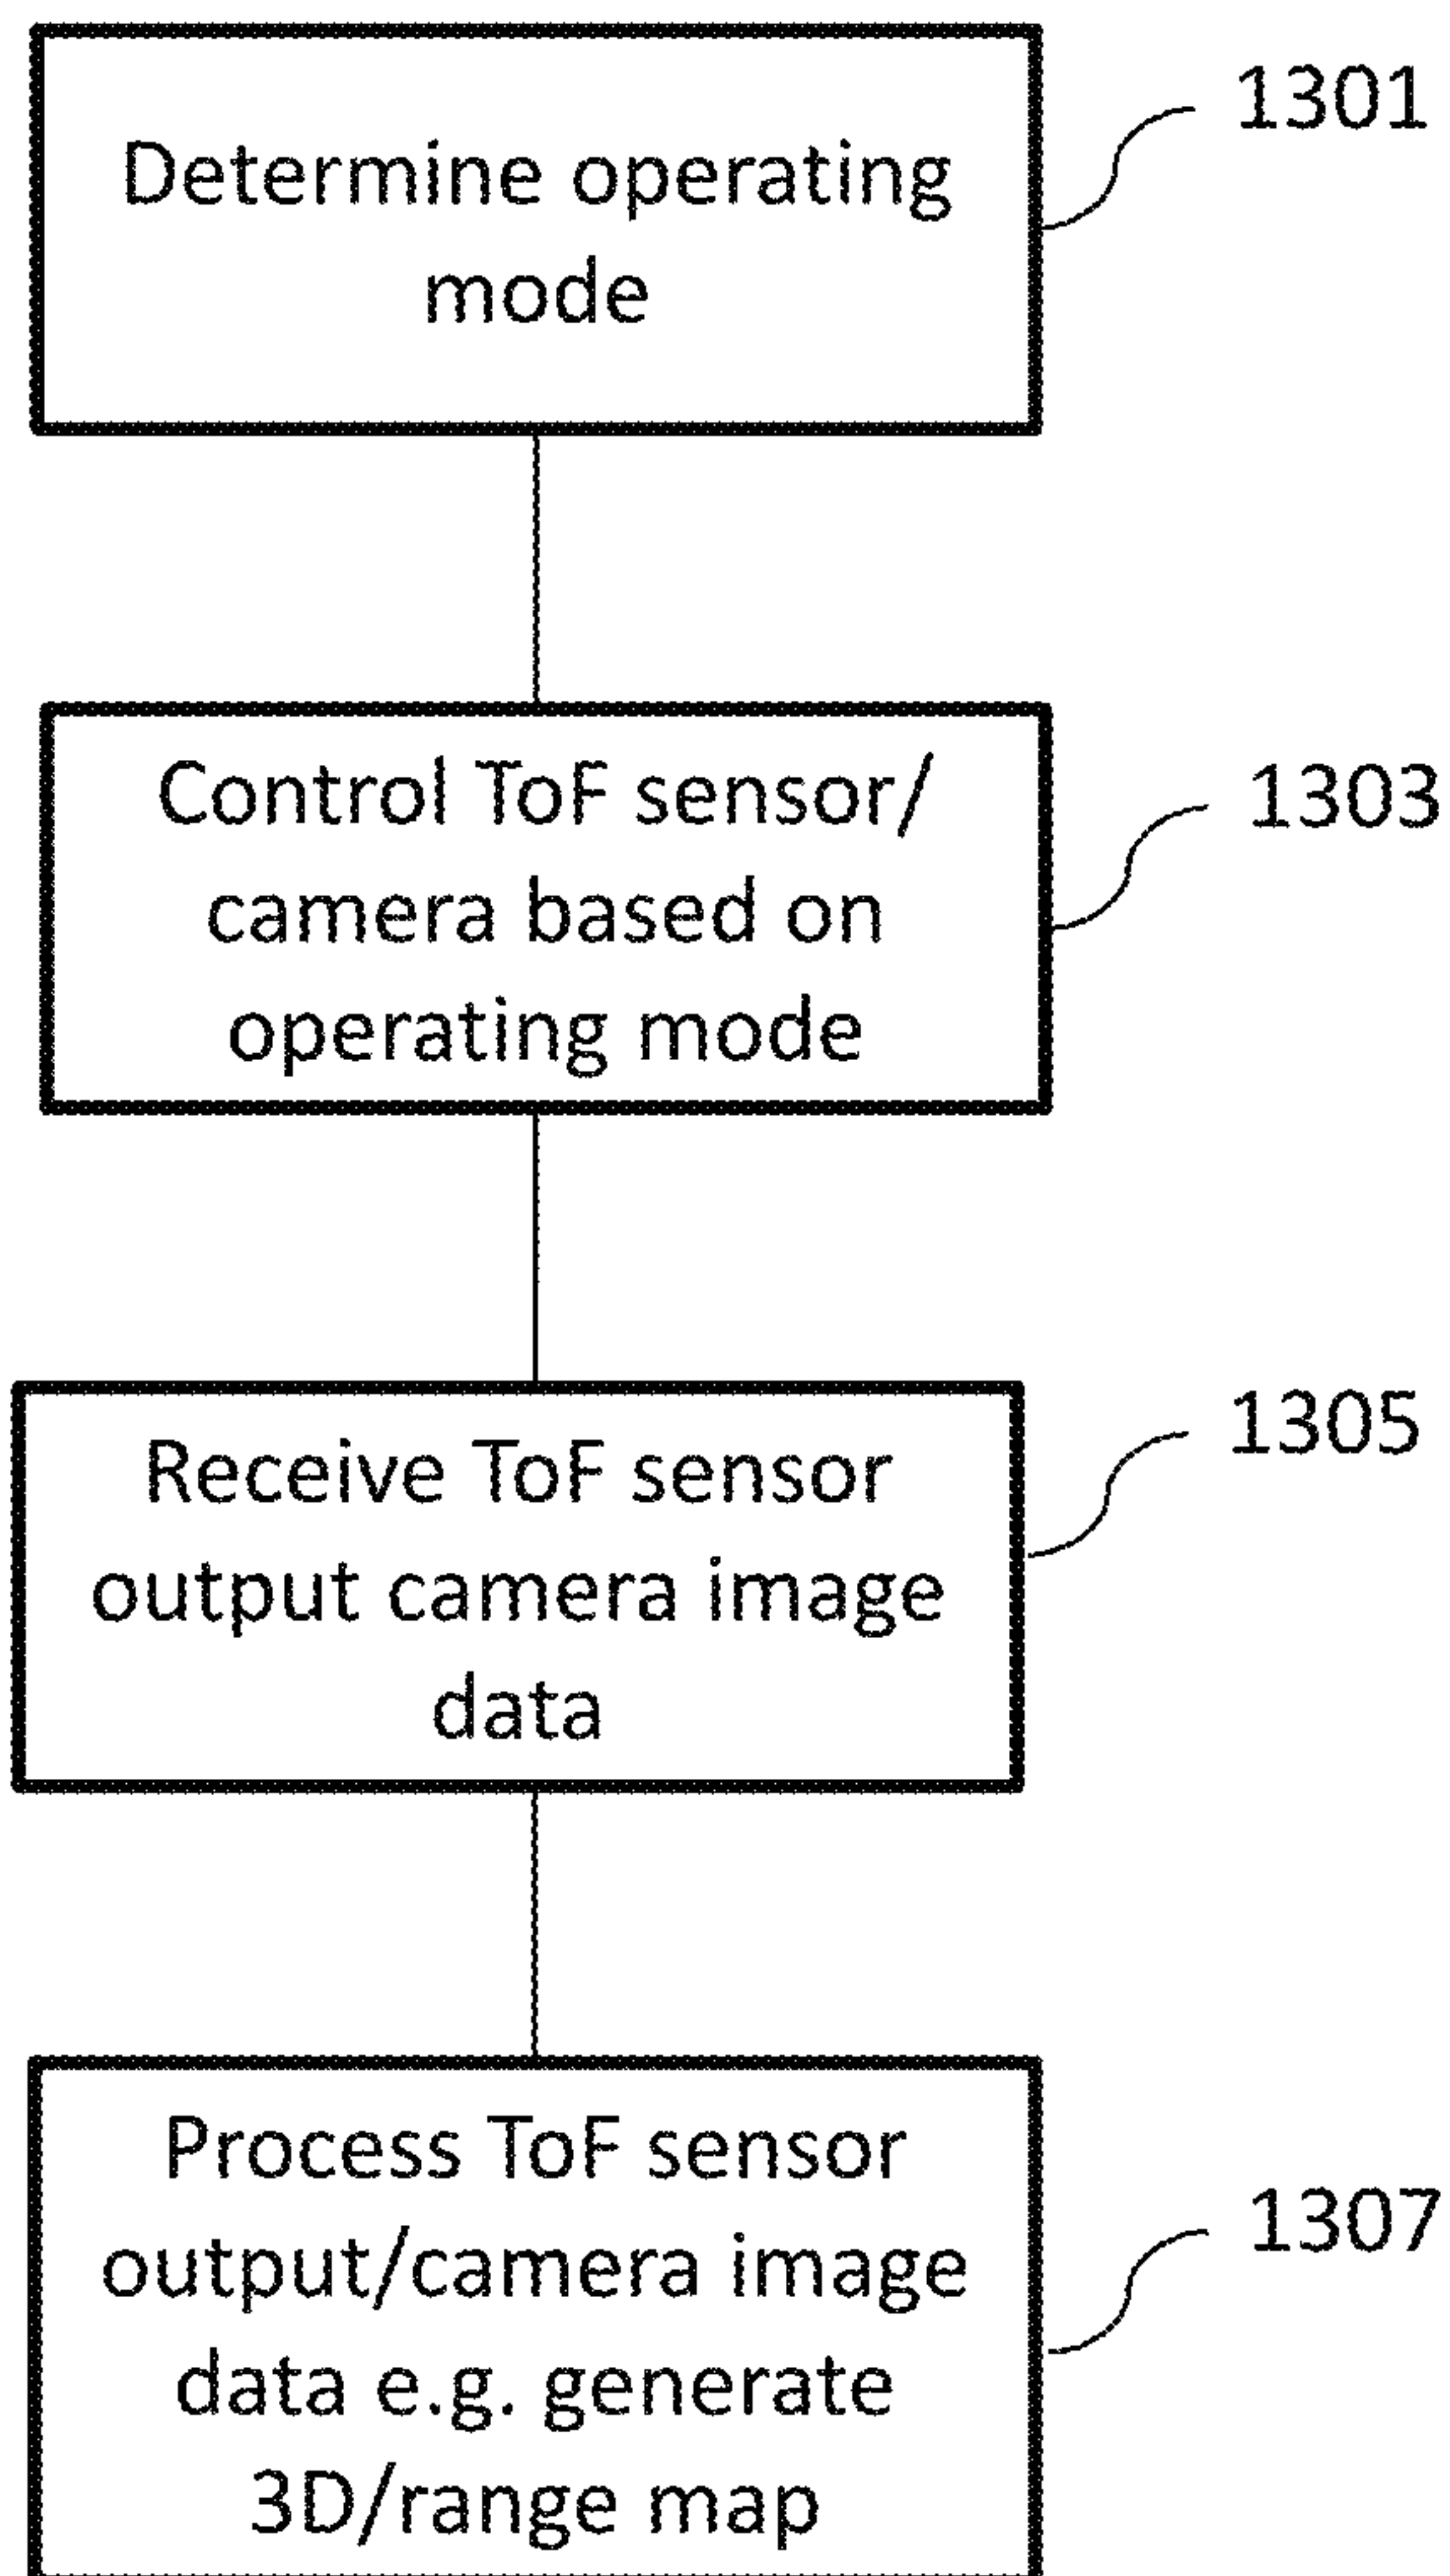 Determine operating
mode
1301
Control ToF sensor/
camera based on
operating mode
1303
Receive ToF sensor
output camera image
data
1305
Process ToF sensor
output/camera image
data e.g. generate
3D/range map
1307